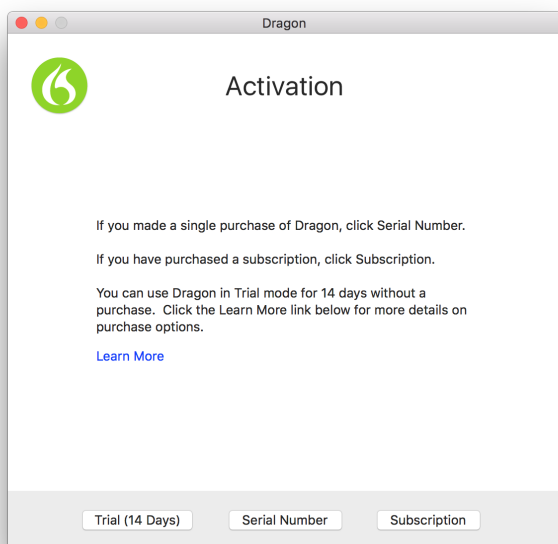 Dragon
Activation
If you made a single purchase of Dragon, click Serial Number.
If you have purchased a subscription, click Subscription.
You can use Dragon in Trial mode for 14 days without a
purchase.  Click the Learn More link below for more details on
purchase options.
Learn More
Trial (14 Days)
Serial Number
Subscription